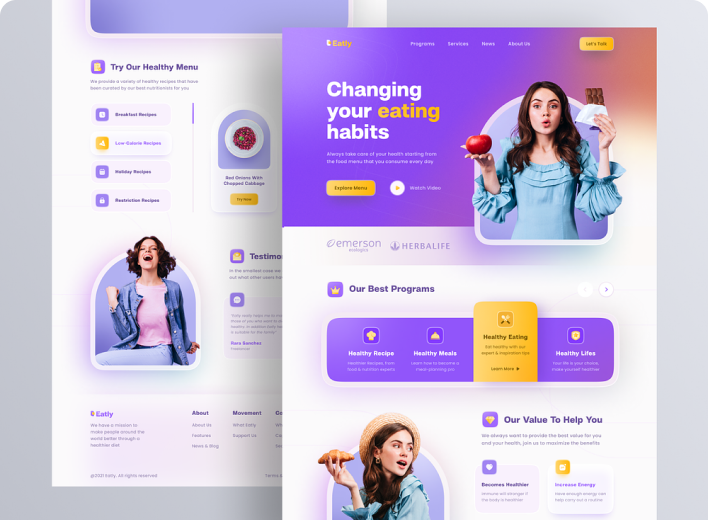 Try Our Healthy Menu
We provide a variety of healthy recipes that have
been curated by our best nutritionists for you
Breakfast Recipes
Low-Calorie Recipes
Holiday Recipes
Restriction Recipes
Red Onions With
Chopped Cabbage
Try Now
Testimo
In the smallest case we
out what other users ha
Rara Sanchez
Eatly
We have a mission to
make people around the
world better through a
healthier diet
About
About Us
Features
News & Blog
Movement
What Eatly
Support Us
Co
@2021 Eatly. All rights reserved.
Terms &
Eatly
Programs
Services
News
About Us
Let's Talk
Changing
your eating
habits
Always take care of your health starting from
the food menu that you consume every day
Explore Menu
Watch Video
emerson
ecologics
HERBALIFE
Our Best Programs
Healthy Recipe
Healthier Recipes, from
food & nutrition experts
Healthy Meals
Learn how to become a
meal-planning pro
Healthy Eating
Eat healthy with our
expert & inspiration tips
Learn More
Healthy Lifes
Your life is your choice,
make yourself healthier
Our Value To Help You
We always want to provide the best value for you
and your health, join us to maximize the benefits
Becomes Healthier
Immune will stronger if
the body is healthier
Increase Energy
Have enough energy can
help carry out a routine